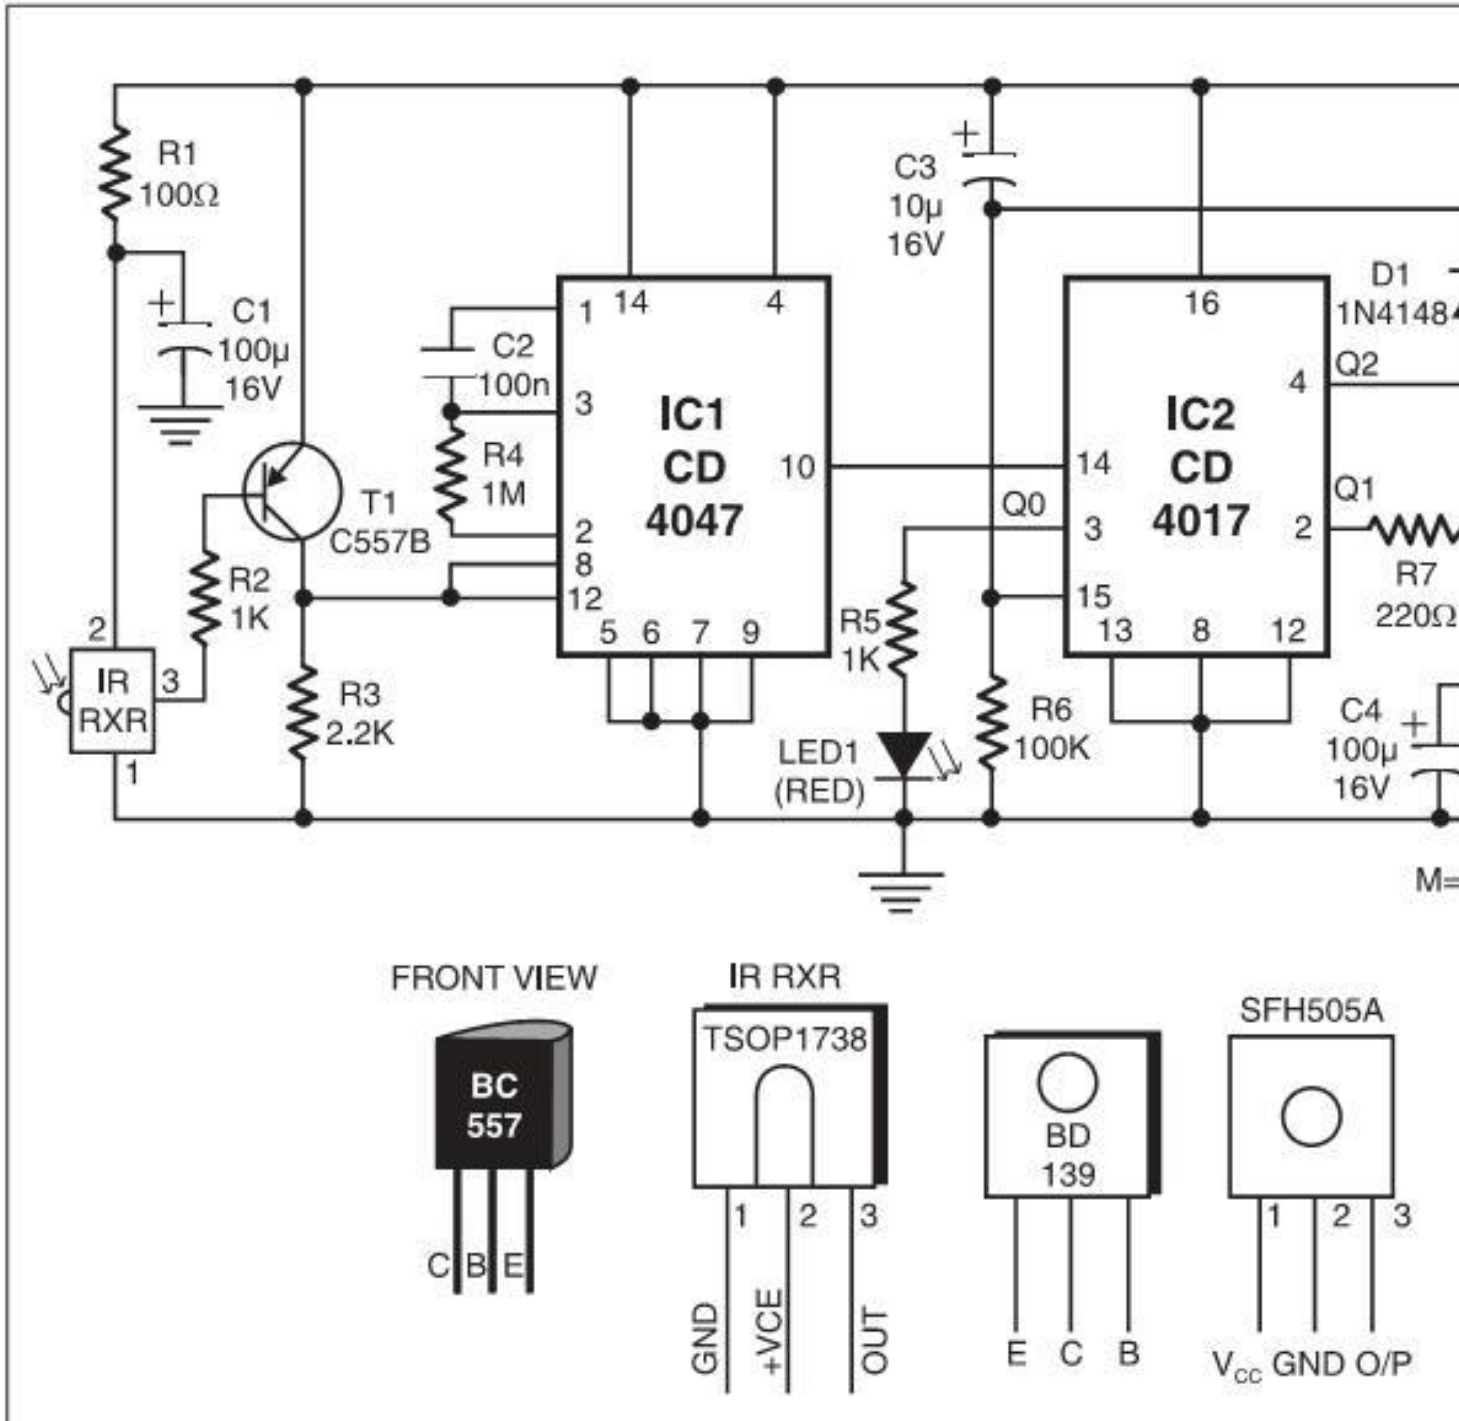 R1
100Ω
+
C1
100µ
16V
T1
C557B
R2
1K
2
IR
RXR
3
1
R3
2.2K
C2
100n
R4
1M
1
14
4
3
IC1
CD
4047
10
2
8
12
5 6 7 9
+
C3
10µ
16V
Q0
R5
1K
LED1
(RED)
R6
100K
16
14
3
15
IC2
CD
4017
4
2
13 8 12
D1
1N4148
Q2
Q1
R7
220Ω
C4
100µ
16V
+
M=
FRONT VIEW
BC
557
C B E
IR RXR
TSOP1738
1 2 3
GND
+VCE
OUT
BD
139
E C B
SFH505A
1 2 3
VCC GND O/P